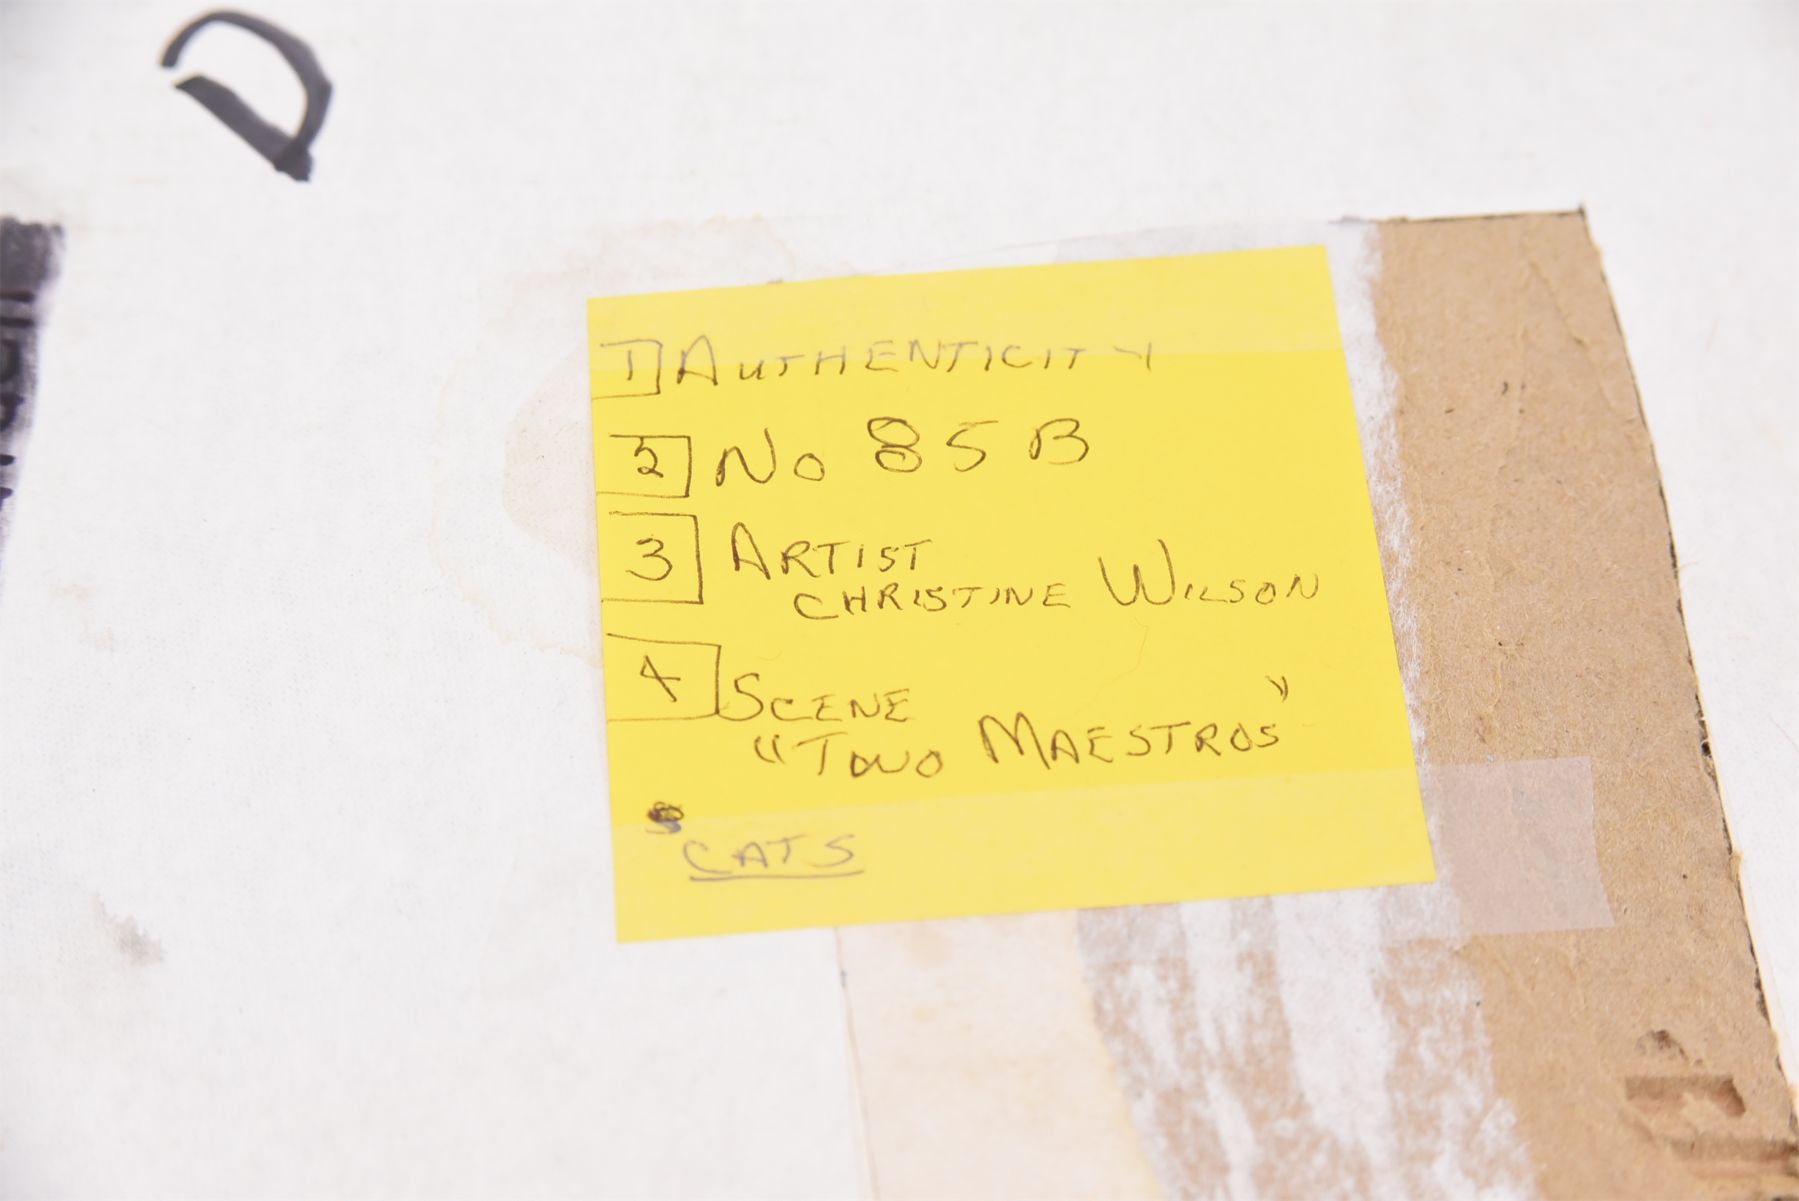 D
1 AUTHENTICITY
2 No 85B
3 ARTIST
CHRISTINE WILSON
4 SCENE
"TWO MAESTROS"
CATS